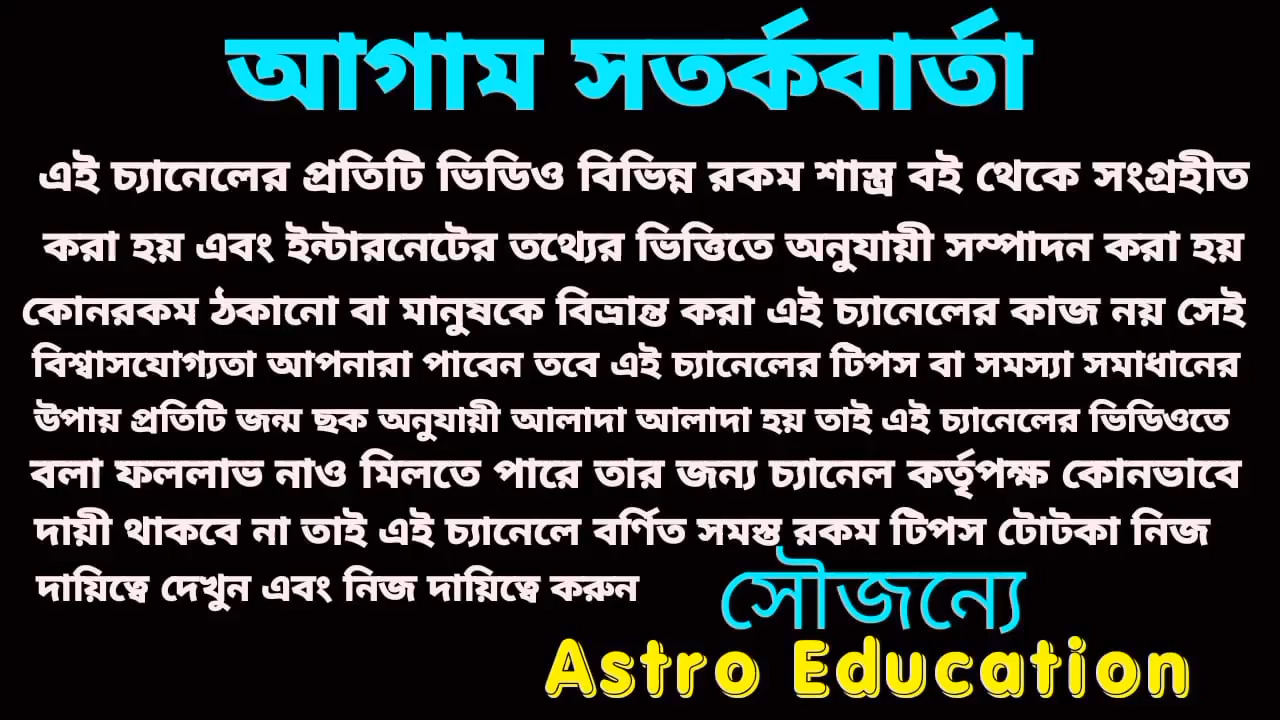 আগাম সতর্কবার্তা
এই চ্যানেলের প্রতিটি ভিডিও বিভিন্ন রকম শাস্ত্র বই থেকে সংগ্রহীত
করা হয় এবং ইন্টারনেটের তথ্যের ভিত্তিতে অনুযায়ী সম্পাদন করা হয়
কোনরকম ঠকানো বা মানুষকে বিভ্রান্ত করা এই চ্যানেলের কাজ নয় সেই
বিশ্বাসযোগ্যতা আপনারা পাবেন তবে এই চ্যানেলের টিপস বা সমস্যা সমাধানের
উপায় প্রতিটি জন্ম ছক অনুযায়ী আলাদা আলাদা হয় তাই এই চ্যানেলের ভিডিওতে
বলা ফললাভ নাও মিলতে পারে তার জন্য চ্যানেল কর্তৃপক্ষ কোনভাবে
দায়ী থাকবে না তাই এই চ্যানেলে বর্ণিত সমস্ত রকম টিপস টোটকা নিজ
দায়িত্বে দেখুন এবং নিজ দায়িত্বে করুন
সৌজন্যে
Astro Education